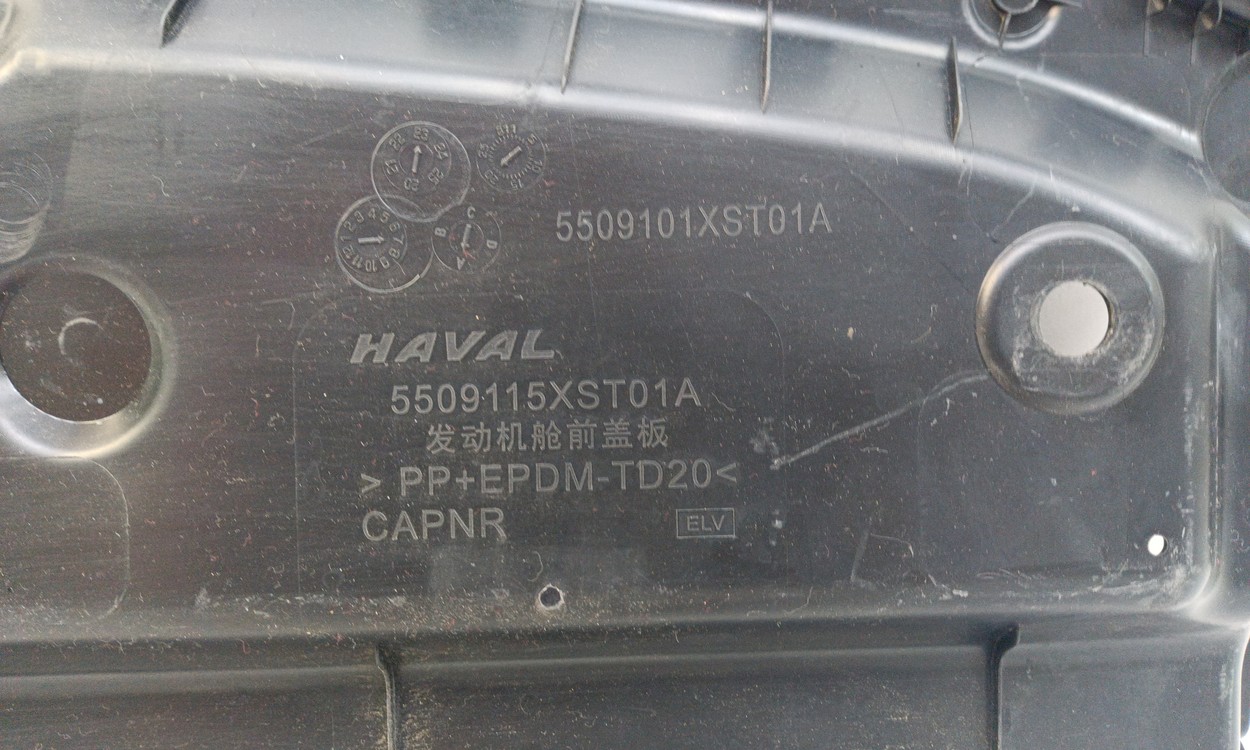 5509101XST01A
HAVAL
5509115XST01A
发动机舱前盖板
> PP+EPDM-TD20<
CAPNR
ELV